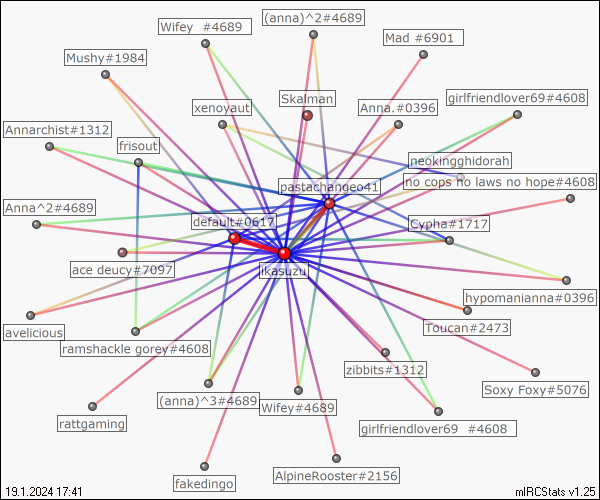 Wifey  #4689
(anna)^2#4689
Mad #6901
Mushy#1984
Skalman
girlfriendlover69#4608
xenoyaut
Anna.#0396
Annarchist#1312
frisout
neokingghidorah
pastachangeo41
no cops no laws no hope#4608
Anna^2#4689
default#0617
Cypha#1717
ace deucy#7097
likasuzu
hypomanianna#0396
avelicious
Toucan#2473
ramshackle gorey#4608
zibbits#1312
Soxy Foxy#5076
(anna)^3#4689
Wifey#4689
rattgaming
girlfriendlover69  #4608
fakedingo
AlpineRooster#2156
19.1.2024 17:41
mIRCStats v1.25